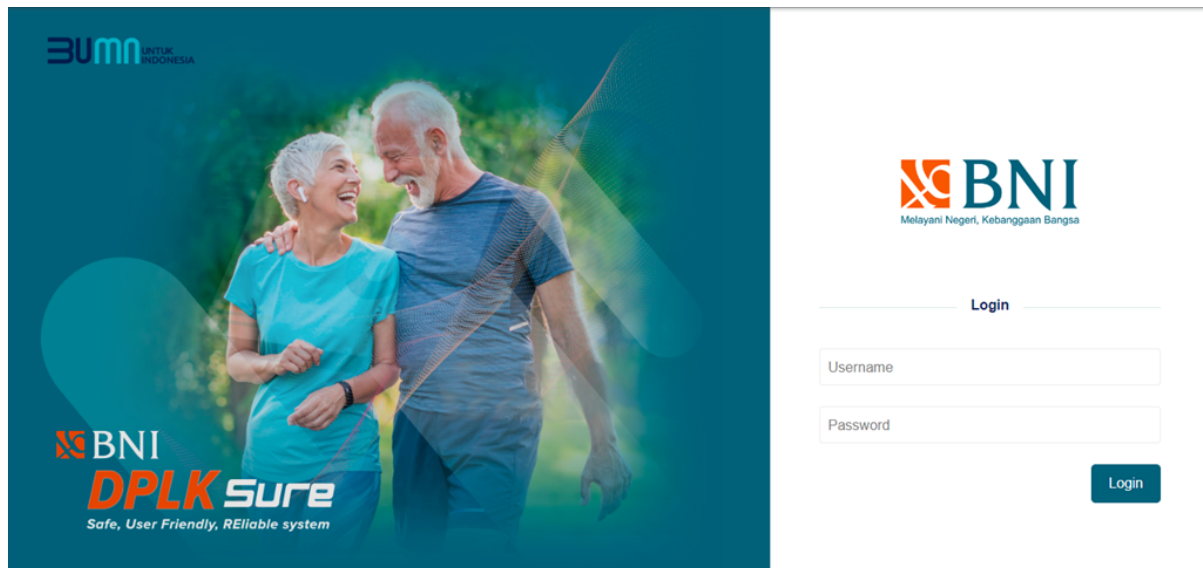 BUMN UNTUK
INDONESIA
BNI
DPLK Sure
Safe, User Friendly, REliable system
BNI
Melayani Negeri, Kebanggaan Bangsa
Login
Username
Password
Login